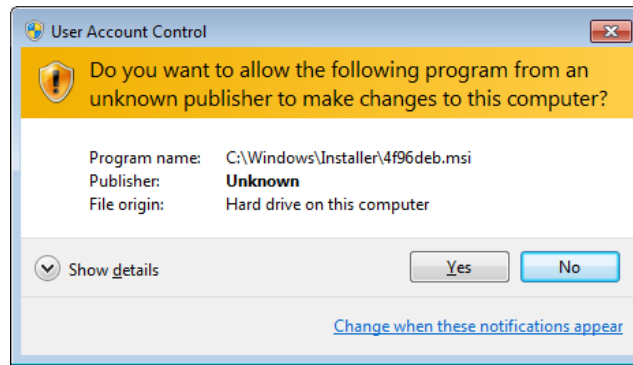 User Account Control
Do you want to allow the following program from an
unknown publisher to make changes to this computer?
Program name: C:\Windows\Installer\4f96deb.msi
Publisher: Unknown
File origin: Hard drive on this computer
Show details Yes No
Change when these notifications appear